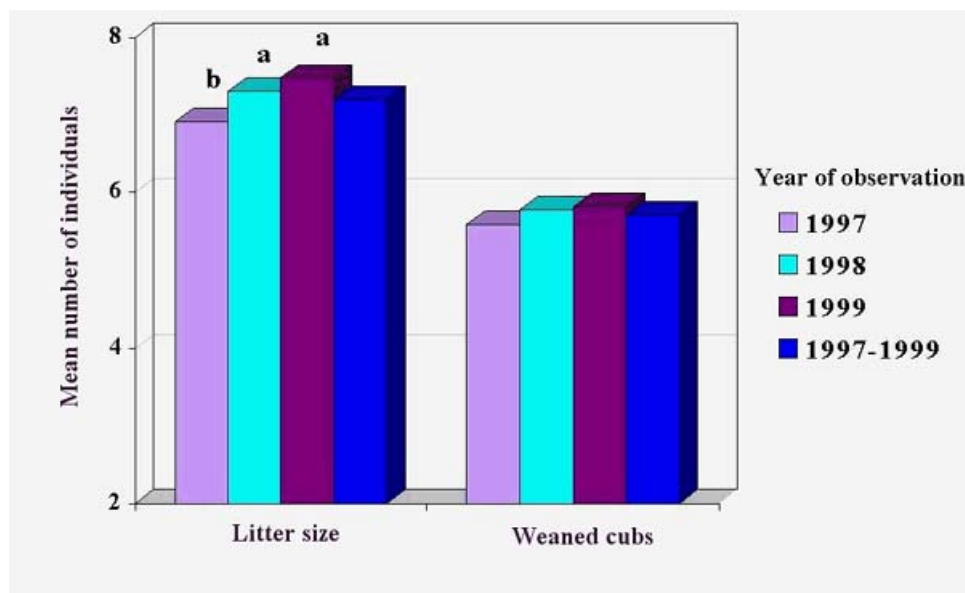 8
6
4
2
Mean number of individuals
b
a
a
Litter size
Weaned cubs
Year of observation
1997
1998
1999
1997-1999